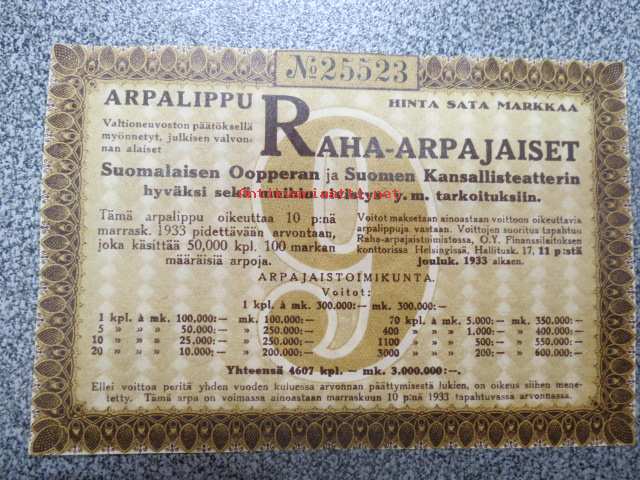 №25523
ARPALIPPU
HINTA SATA MARKKAA
Valtioneuvoston päätöksellä
myönnetyt, julkisen valvon-
nan alaiset
RAHA-ARPAJAISET
Suomalaisen Oopperan ja Suomen Kansallisteatterin
hyväksi sekä y. m. tarkoituksiin.
Tämä arpalippu oikeuttaa 10 p:nä
marrask. 1933 pidettävään arvontaan,
joka käsittää 50,000 kpl. 100 markan
määräisiä arpoja.
Voitot maksetaan ainoastaan voittoon oikeuttavia
arpalippuja vastaan. Voittojen suoritus tapahtuu
Raha-arpajaistoimistossa, O.Y. Finanssilaitoksen
konttorissa Helsingissä, Hallitusk. 17, 11 p:stä
jouluk. 1933 alkaen.
ARPAJAISTOIMIKUNTA.
Voitot:
1 kpl. à mk. 300.000:— mk. 300.000:—
1 kpl. à mk. 100,000:— mk. 100,000:—
5 » » » 50.000:— » 250.000:—
10 » » » 25,000:— » 250.000:—
20 » » » 10.000:— » 200.000:—
70 kpl. à mk. 5.000:— mk. 350.000:—
400 » » » 1,000:— » 400.000:—
1100 » » » 500:— » 550.000:—
3000 » » » 200:— » 600.000:—
Yhteensä 4607 kpl. — mk. 3.000.000:—.
Ellei voittoa peritä yhden vuoden kuluessa arvonnan päättymisestä lukien, on oikeus siihen mene-
tetty. Tämä arpa on voimassa ainoastaan marraskuun 10 p:nä 1933 tapahtuvassa arvonnassa.
9